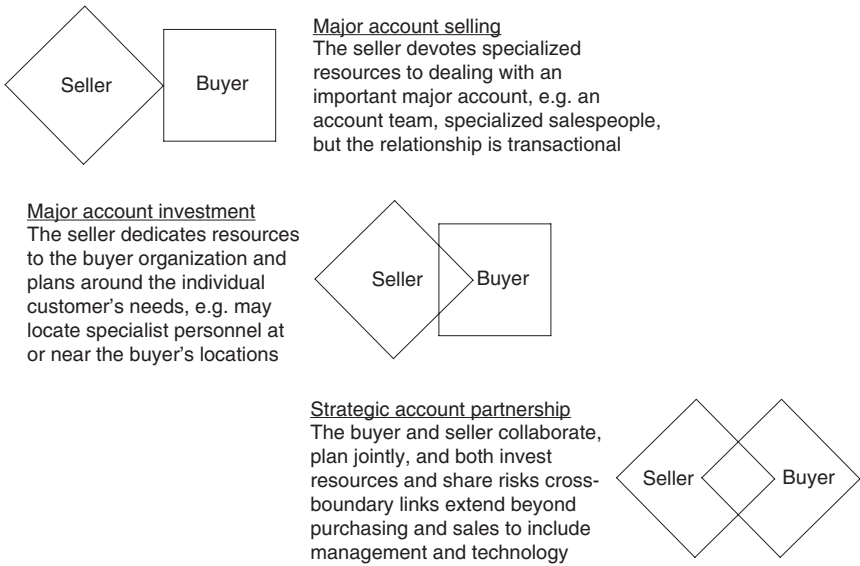 Seller
Buyer
Major account selling
The seller devotes specialized
resources to dealing with an
important major account, e.g. an
account team, specialized salespeople,
but the relationship is transactional
Major account investment
The seller dedicates resources
to the buyer organization and
plans around the individual
customer's needs, e.g. may
locate specialist personnel at
or near the buyer's locations
Seller
Buyer
Strategic account partnership
The buyer and seller collaborate,
plan jointly, and both invest
resources and share risks cross-
boundary links extend beyond
purchasing and sales to include
management and technology
Seller
Buyer